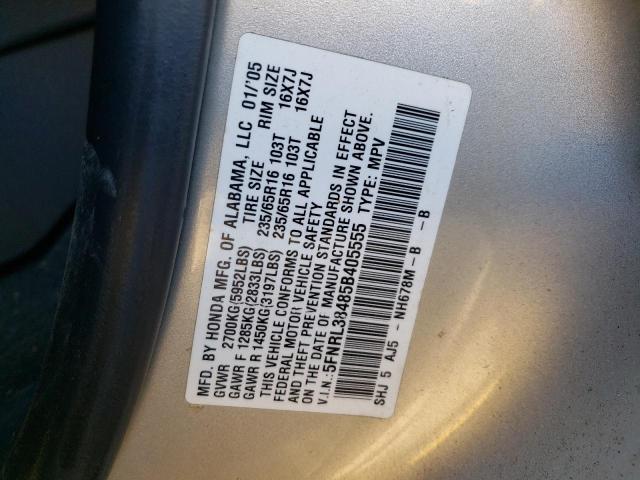 MFD. BY HONDA MFG. OF ALABAMA, LLC 01/'05
GVWR 2700KG(5952LBS) TIRE SIZE RIM SIZE
GAWR F 1285KG(2833LBS) 235/65R16 103T 16X7J
GAWR R 1450KG(3197LBS) 235/65R16 103T 16X7J
THIS VEHICLE CONFORMS TO ALL APPLICABLE
FEDERAL MOTOR VEHICLE SAFETY
AND THEFT PREVENTION STANDARDS IN EFFECT
ON THE DATE OF MANUFACTURE SHOWN ABOVE.
V.I.N.:5FNRL38485B405555 TYPE: MPV
SHJ 5 AJ5 - NH678M - B - B